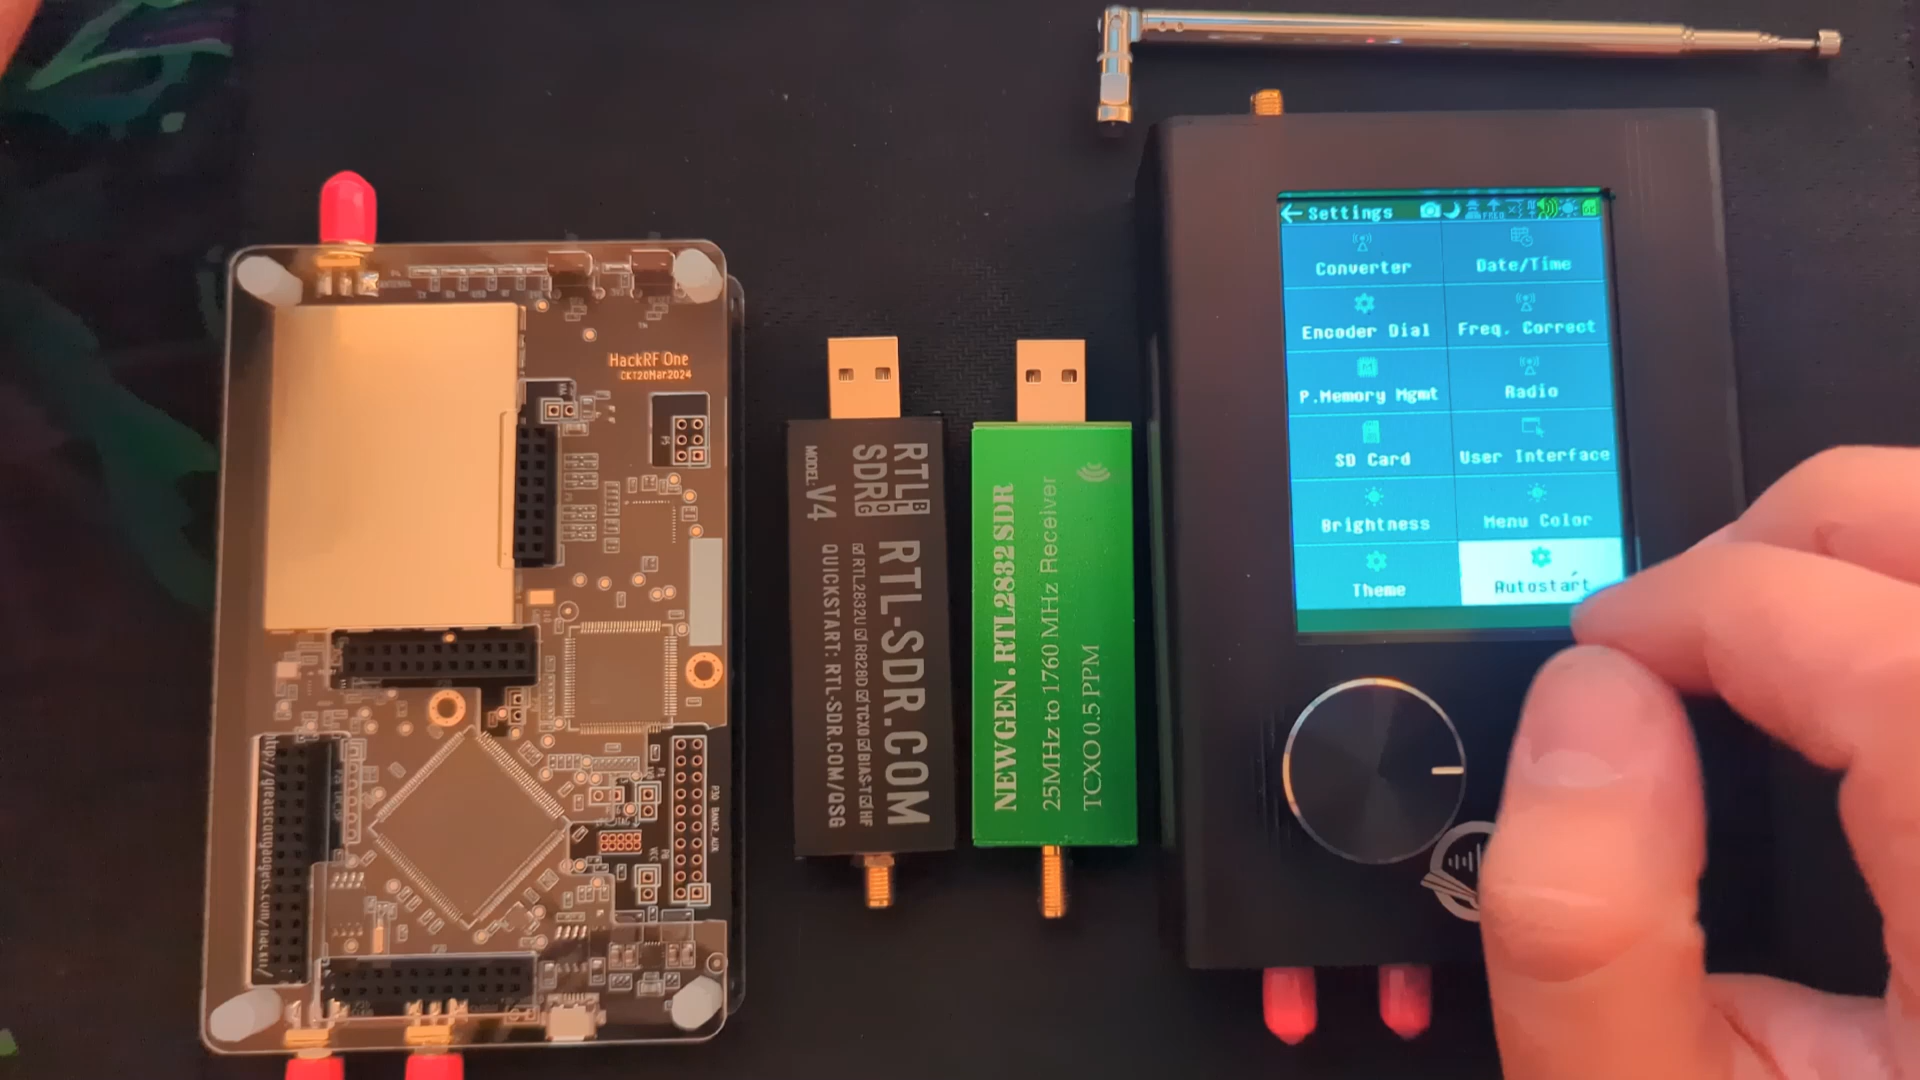 HackRF One
CKT20Mar2024
RTL-SDR BLOG
MODEL: V4
RTL-SDR.COM
RTL2832U R828D TCXO BIAS-T HF
QUICKSTART: RTL-SDR.COM/QSG
NEWGEN.RTL2832 SDR
25MHz to 1760 MHz Receiver
TCXO 0.5 PPM
Settings
Converter
Date/Time
Encoder Dial
Freq. Correct
P.Memory Mgmt
Radio
SD Card
User Interface
Brightness
Menu Color
Theme
Autostart